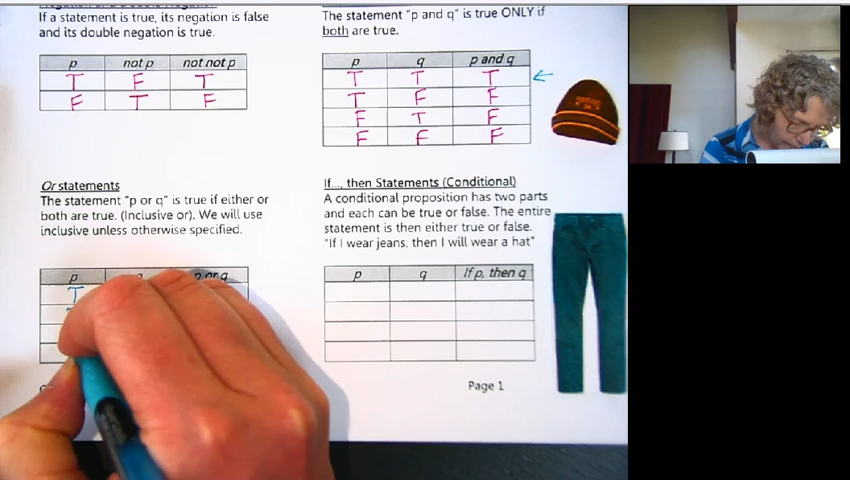 If a statement is true, its negation is false
and its double negation is true.
p not p not not p
T F T
F T F
The statement "p and q" is true ONLY if
both are true.
p q p and q
T T T
T F F
F T F
F F F
Or statements
The statement "p or q" is true if either or
both are true. (Inclusive or). We will use
inclusive unless otherwise specified.
p p or q
T
If..., then Statements (Conditional)
A conditional proposition has two parts
and each can be true or false. The entire
statement is then either true or false.
"If I wear jeans, then I will wear a hat"
p q If p, then q
Page 1